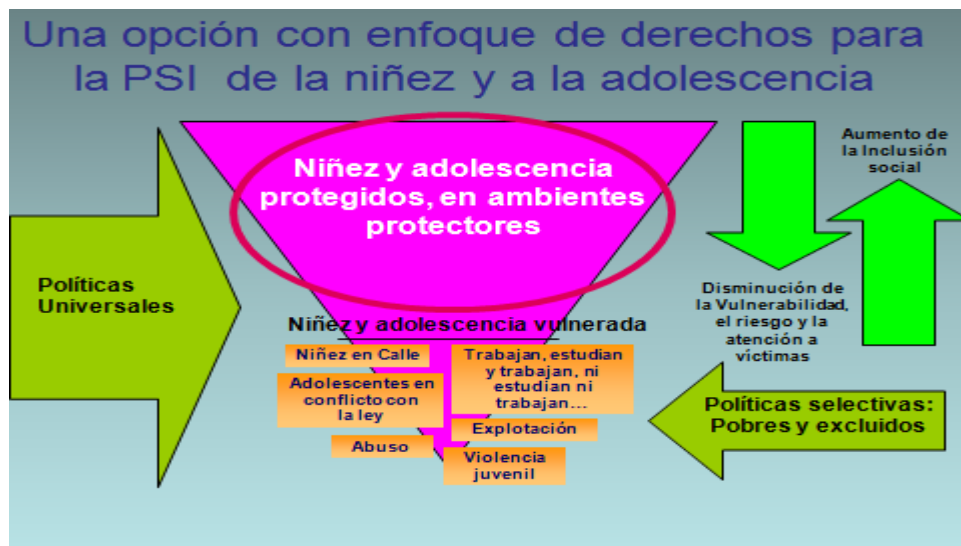 Una opción con enfoque de derechos para
la PSI de la niñez y a la adolescencia
Niñez y adolescencia
protegidos, en ambientes
protectores
Aumento de
la Inclusión
social
Políticas
Universales
Disminución de
la Vulnerabilidad,
el riesgo y la
atención a
víctimas
Niñez y adolescencia vulnerada
Niñez en Calle
Adolescentes en
conflicto con
la ley
Abuso
Trabajan, estudian
y trabajan, ni
estudian ni
trabajan...
Explotación
Violencia
juvenil
Políticas selectivas:
Pobres y excluidos